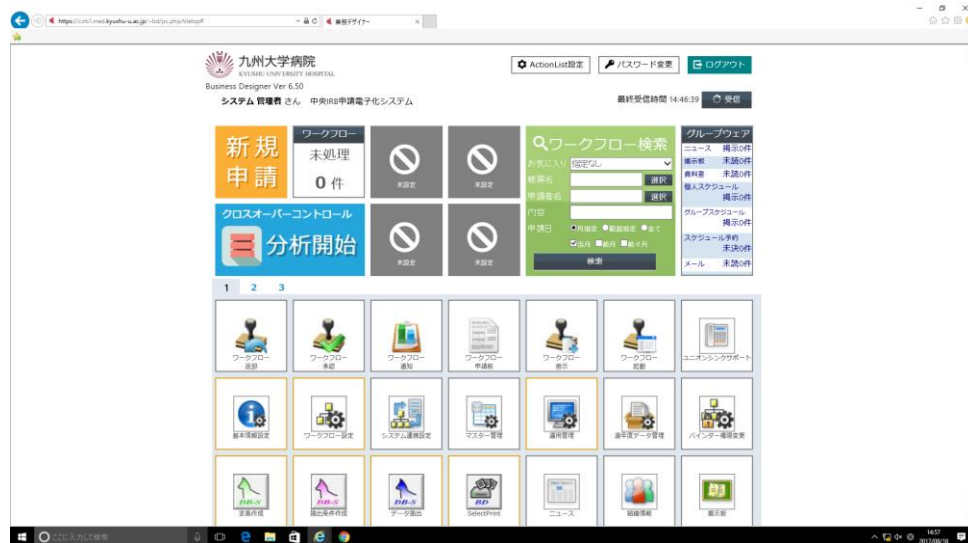 業務デザイナー
九州大学病院
KYUSHU UNIVERSITY HOSPITAL
ActionList設定
パスワード変更
ログアウト
Business Designer Ver 6.50
システム 管理者 さん 中央IRB申請電子化システム
最終受信時間 14:46:39
受信
新規
申請
ワークフロー
未処理
0 件
未設定
未設定
クロスオーバーコントロール
分析開始
未設定
未設定
ワークフロー検索
お気に入り 指定なし
帳票名
選択
申請者名
選択
内容
申請日 月指定 範囲指定 全て
当月 前月 前々月
検索
グループウェア
ニュース 掲示0件
掲示板 未読0件
資料室 未読0件
個人スケジュール
掲示0件
グループスケジュール
掲示0件
スケジュール予約
未決0件
メール 未読0件
1 2 3
ワークフロー
返却
ワークフロー
承認
ワークフロー
通知
ワークフロー
申請前
ワークフロー
指示
ワークフロー
起動
ユニオンシンクサポート
基本情報設定
ワークフロー設定
システム連携設定
マスター管理
運用管理
過年度データ管理
バインダー権限変更
DB-S
定義作成
DB-S
抽出条件作成
DB-S
データ抽出
BD
SelectPrint
ニュース
組織情報
掲示板
ここに入力して検索
14:57
2017/08/18